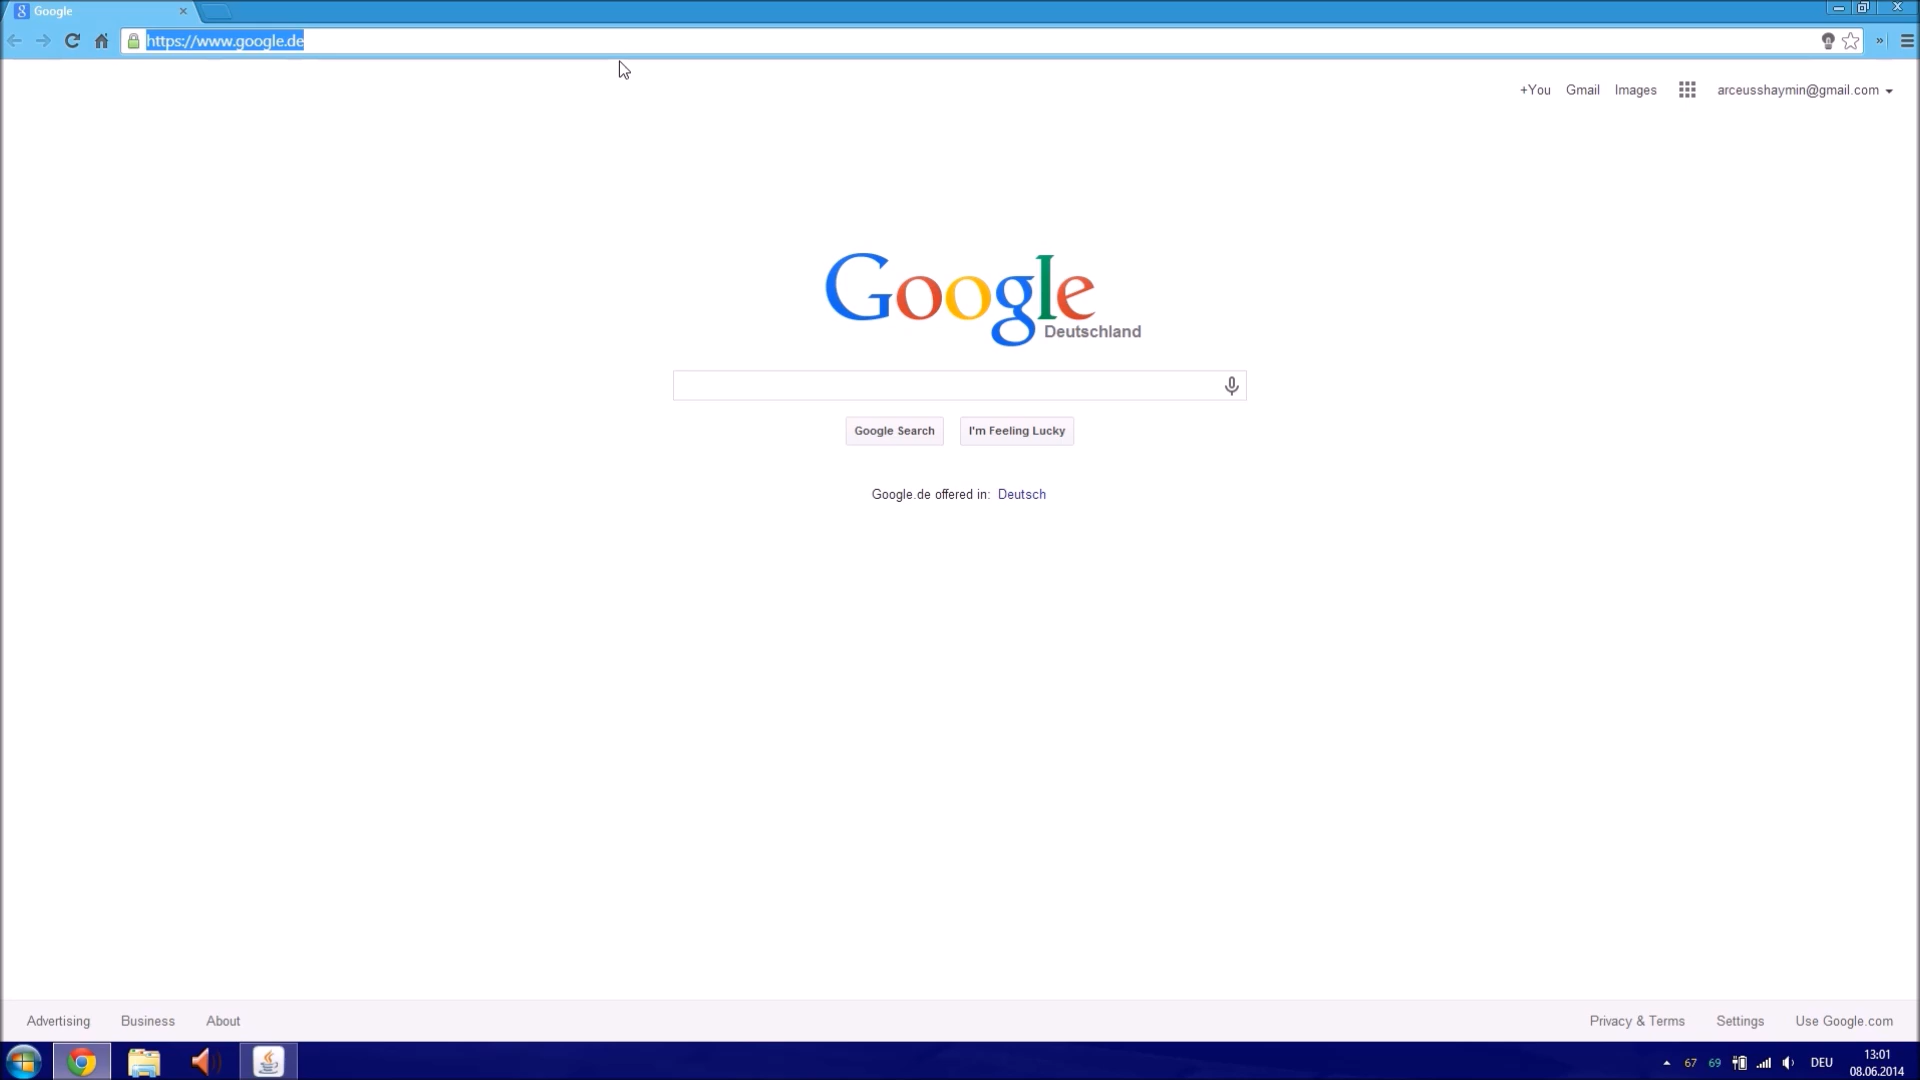 Google
https://www.google.de
+You Gmail Images arceusshaymin@gmail.com
Google
Deutschland
Google Search I'm Feeling Lucky
Google.de offered in: Deutsch
Advertising Business About Privacy & Terms Settings Use Google.com
67 69 DEU 13:01
08.06.2014